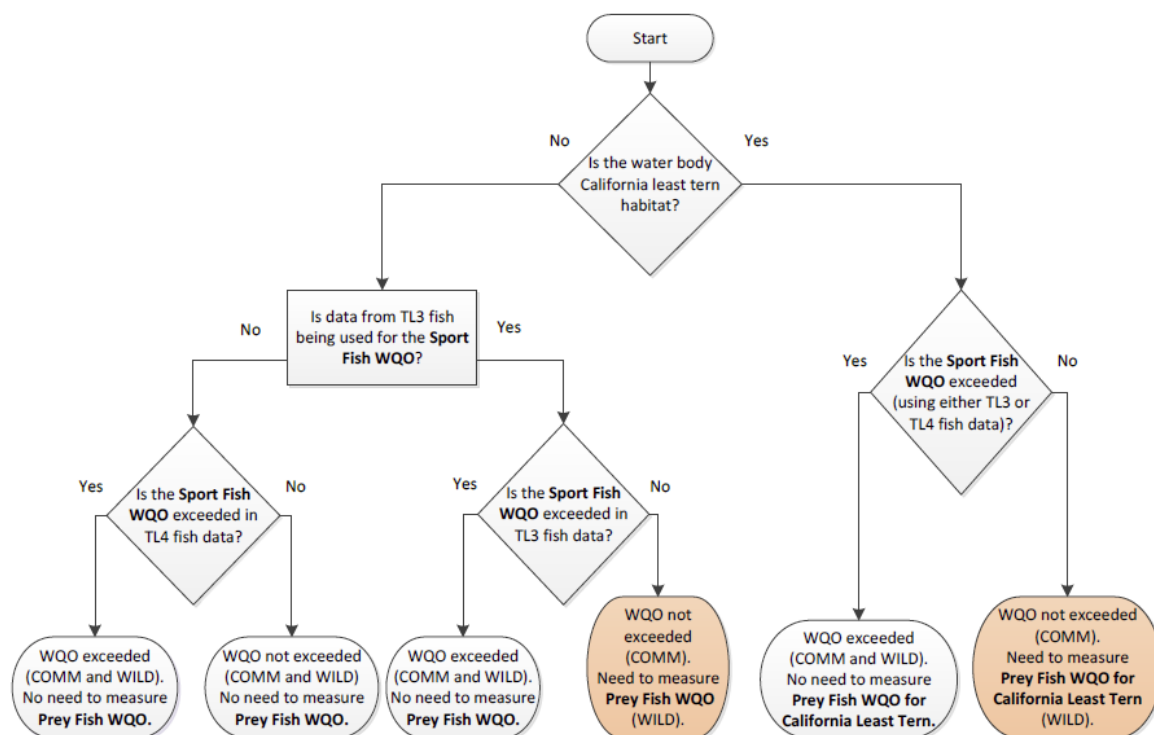 Start
No
Yes
Is the water body
California least tern
habitat?
No
Is data from TL3 fish
being used for the Sport
Fish WQO?
Yes
Yes
Is the Sport Fish
WQO exceeded
(using either TL3 or
TL4 fish data)?
No
Yes
Is the Sport Fish
WQO exceeded in
TL4 fish data?
No
Yes
Is the Sport Fish
WQO exceeded in
TL3 fish data?
No
WQO exceeded
(COMM and WILD).
No need to measure
Prey Fish WQO.
WQO not exceeded
(COMM and WILD)
No need to measure
Prey Fish WQO.
WQO exceeded
(COMM and WILD).
No need to measure
Prey Fish WQO.
WQO not
exceeded
(COMM).
Need to measure
Prey Fish WQO
(WILD).
WQO exceeded
(COMM and WILD).
No need to measure
Prey Fish WQO for
California Least Tern.
WQO not exceeded
(COMM).
Need to measure
Prey Fish WQO for
California Least Tern
(WILD).